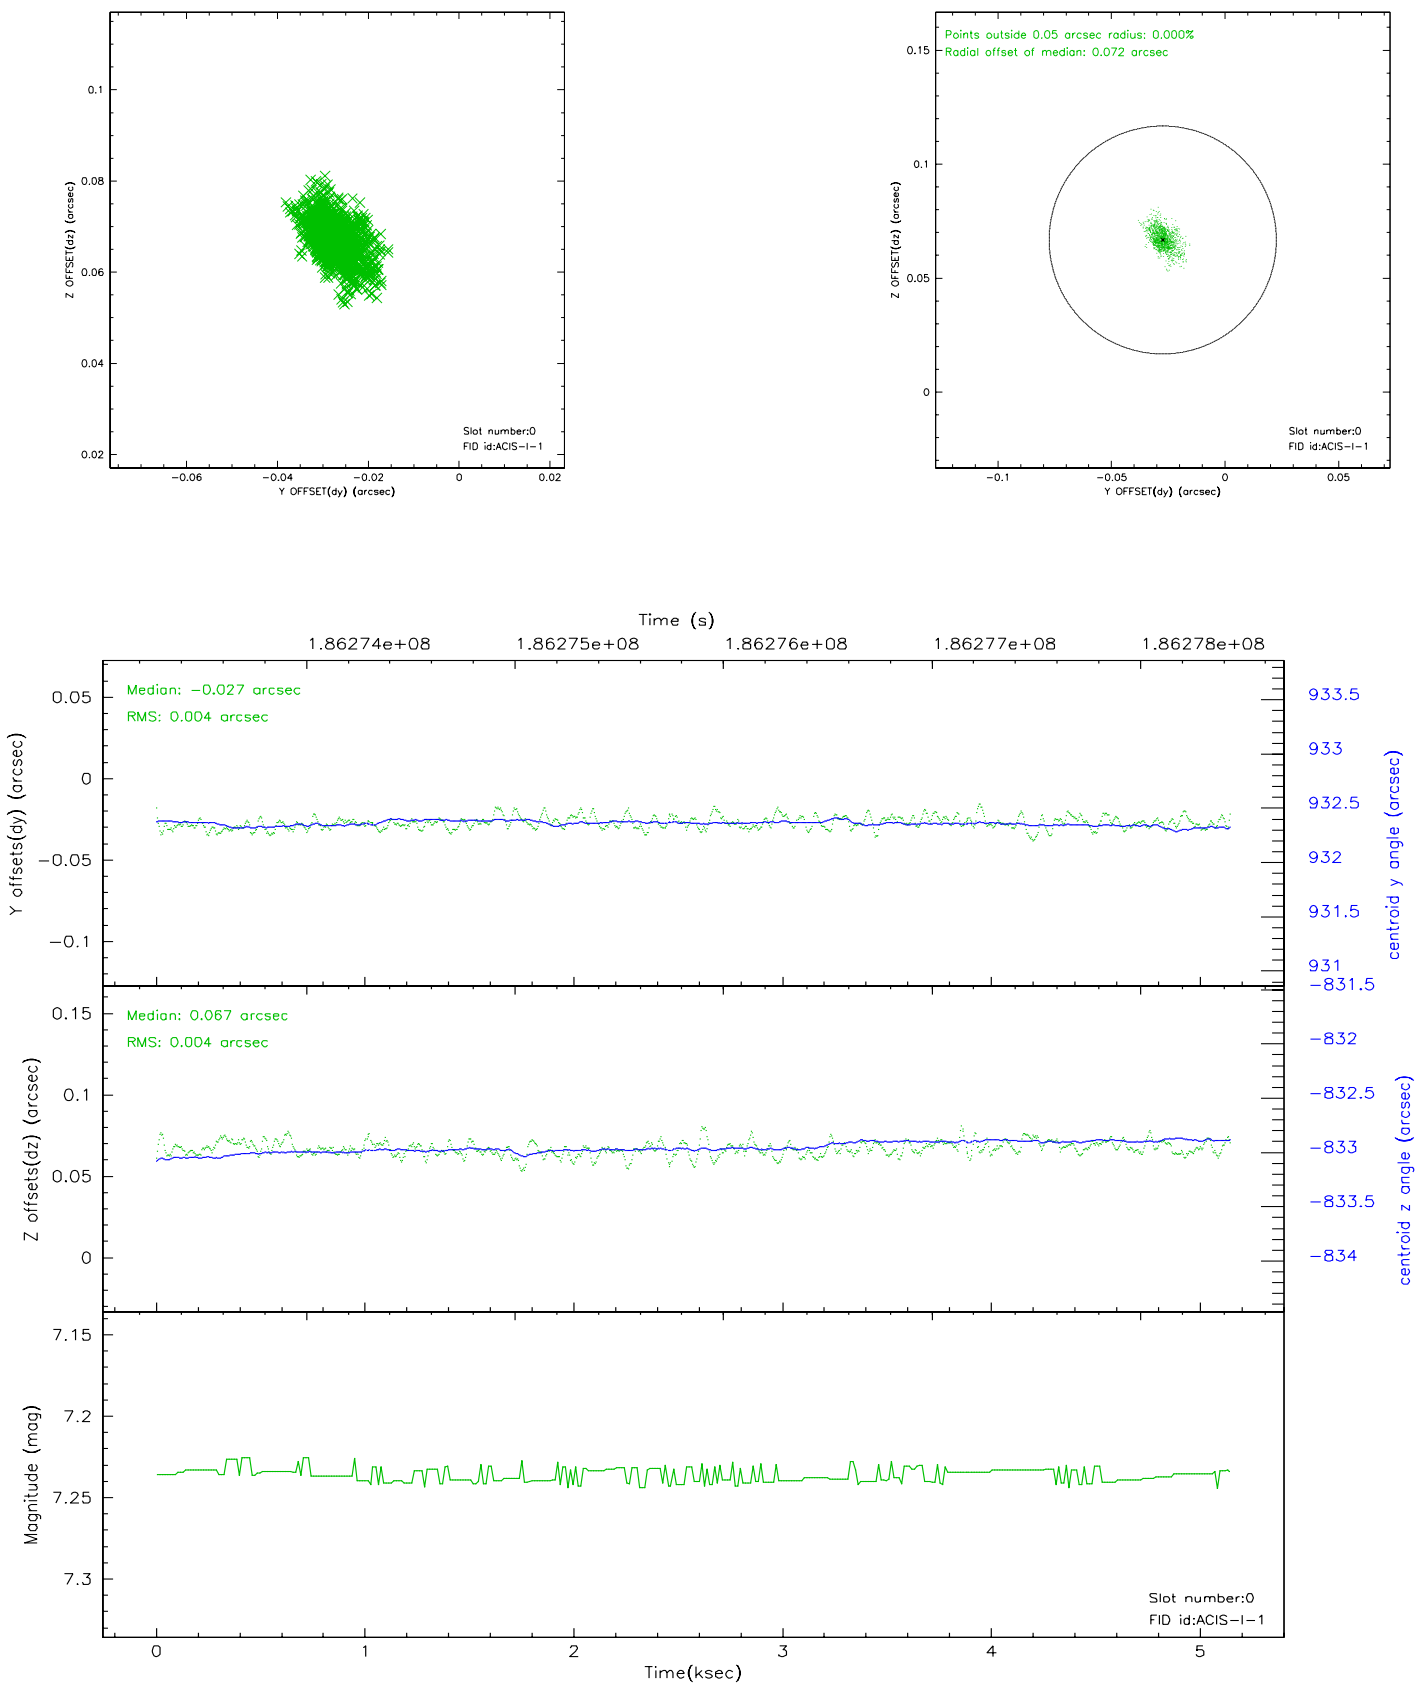 0.1
0.08
0.06
0.04
0.02
Z OFFSET(dz) (arcsec)
Slot number:0
FID id:ACIS-I-1
-0.06
-0.04
-0.02
0
0.02
Y OFFSET(dy) (arcsec)
Points outside 0.05 arcsec radius: 0.000%
Radial offset of median: 0.072 arcsec
0.15
0.1
0.05
0
Z OFFSET(dz) (arcsec)
Slot number:0
FID id:ACIS-I-1
-0.1
-0.05
0
0.05
Y OFFSET(dy) (arcsec)
Time (s)
1.86274e+08
1.86275e+08
1.86276e+08
1.86277e+08
1.86278e+08
Median: -0.027 arcsec
RMS: 0.004 arcsec
0.05
0
-0.05
-0.1
Y offsets(dy) (arcsec)
933.5
933
932.5
932
931.5
931
centroid y angle (arcsec)
Median: 0.067 arcsec
RMS: 0.004 arcsec
0.15
0.1
0.05
0
Z offsets(dz) (arcsec)
-831.5
-832
-832.5
-833
-833.5
-834
centroid z angle (arcsec)
7.15
7.2
7.25
7.3
Magnitude (mag)
Slot number:0
FID id:ACIS-I-1
0
1
2
3
4
5
Time(ksec)